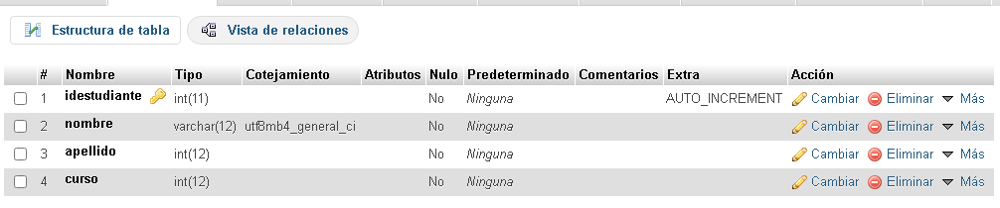 Estructura de tabla Vista de relaciones
# Nombre Tipo Cotejamiento Atributos Nulo Predeterminado Comentarios Extra Acción
1 idestudiante int(11) No Ninguna AUTO_INCREMENT Cambiar Eliminar Más
2 nombre varchar(12) utf8mb4_general_ci No Ninguna Cambiar Eliminar Más
3 apellido int(12) No Ninguna Cambiar Eliminar Más
4 curso int(12) No Ninguna Cambiar Eliminar Más